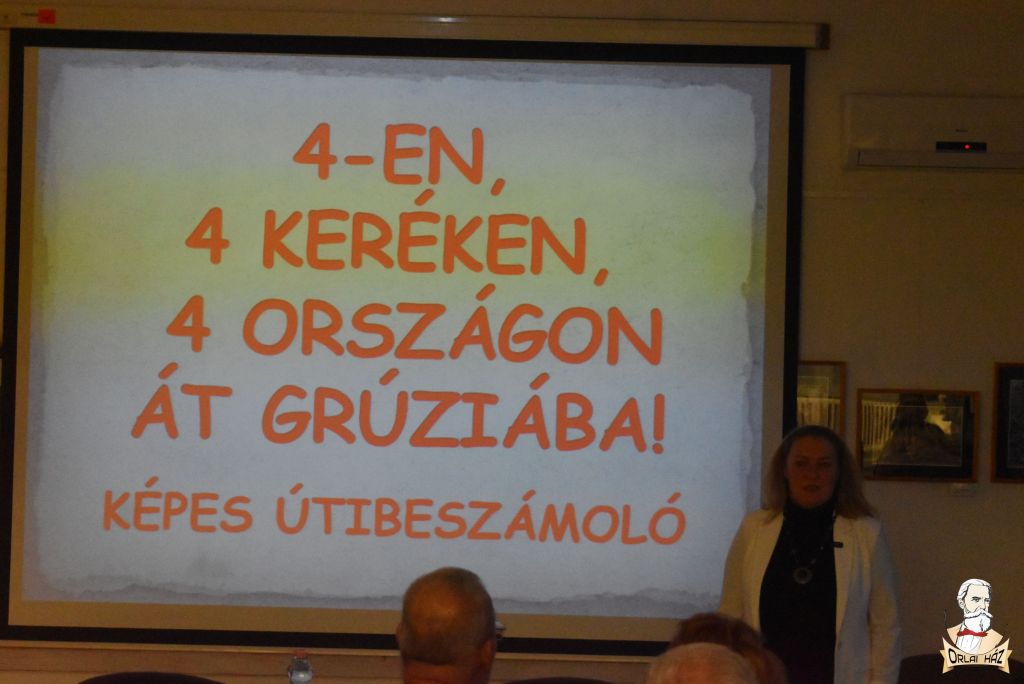 4-EN,
4 KERÉKEN,
4 ORSZÁGON
ÁT GRÚZIÁBA!
KÉPES ÚTIBESZÁMOLÓ
ORLAI HÁZ